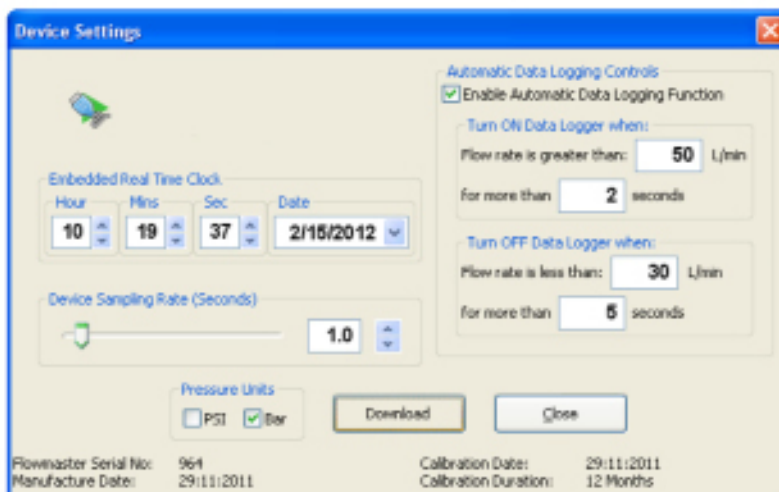 Device Settings
Automatic Data Logging Controls
Enable Automatic Data Logging Function
Turn ON Data Logger when:
Flow rate is greater than: 50 L/min
for more than 2 seconds
Embedded Real Time Clock
Hour Mins Sec Date
10 19 37 2/15/2012
Turn OFF Data Logger when:
Flow rate is less than: 30 L/min
for more than 5 seconds
Device Sampling Rate (Seconds)
1.0
Pressure Units
PSI Bar
Download
Close
Flowmaster Serial No: 964
Calibration Date: 29:11:2011
Manufacture Date: 29:11:2011
Calibration Duration: 12 Months